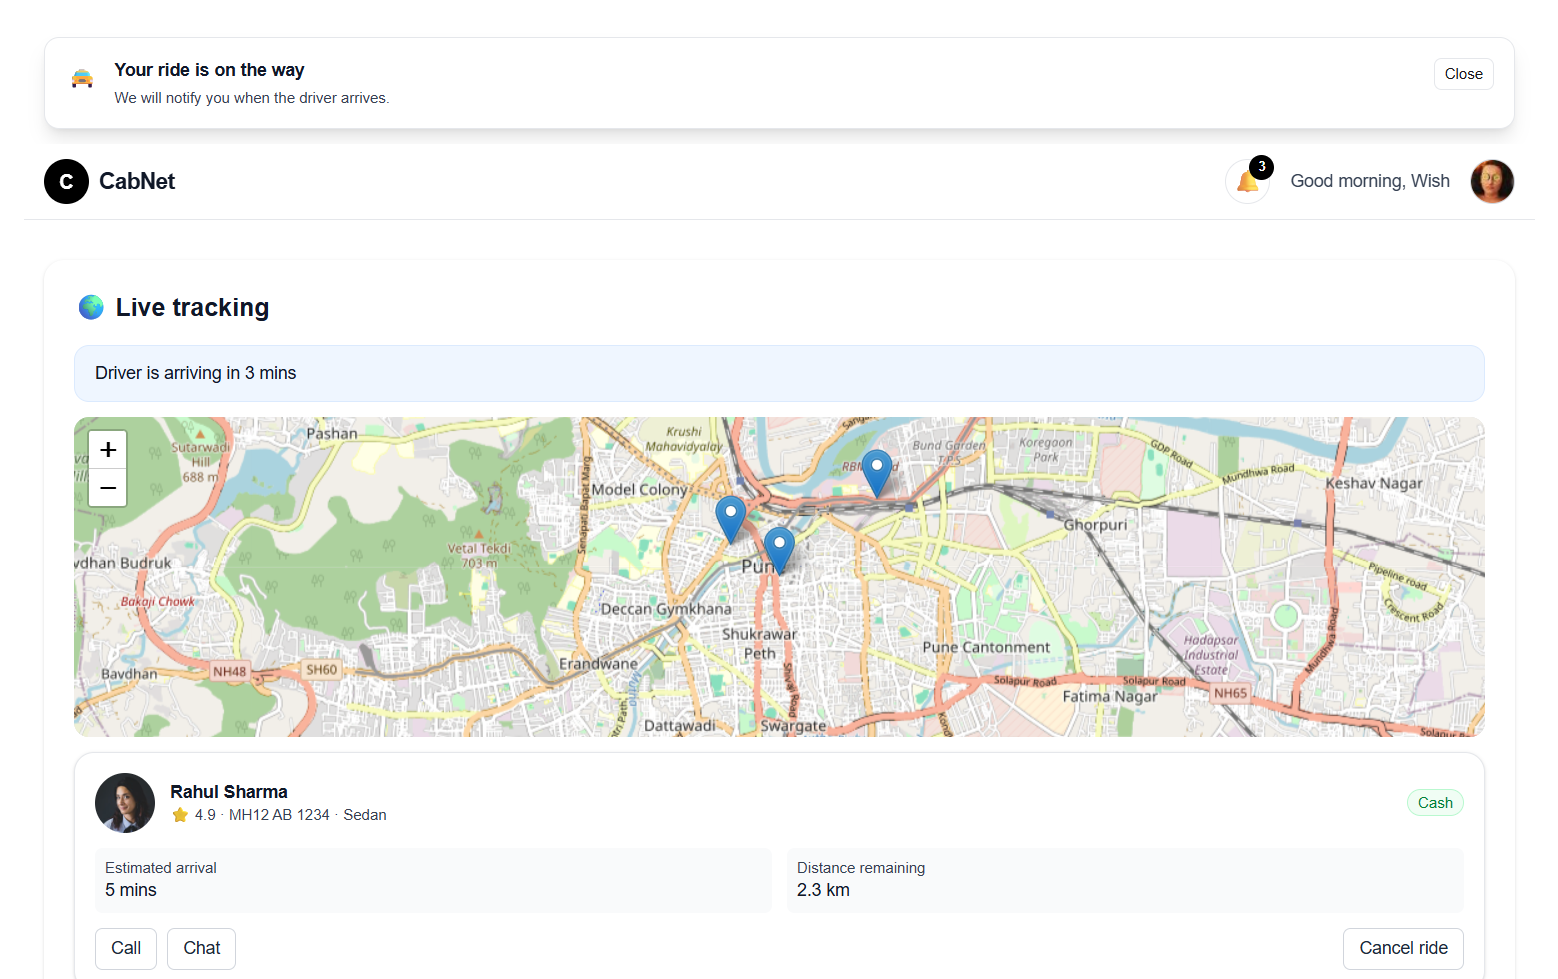 Your ride is on the way
We will notify you when the driver arrives.
Close
C
CabNet
3
Good morning, Wish
Live tracking
Driver is arriving in 3 mins
+
−
Sutarwadi
Hill
688 m
Pashan
Krushi
Mahavidyalay
Bund Garden
T.P.S.
Koregaon
Park
GDP Road
Mundhwa Road
Keshav Nagar
Model Colony
Senapati Bapat Marg
Ghorpuri
Vetal Tekdi
703 m
vdhan Budruk
Bakaji Chowk
Pipeline road
Crescent Road
Deccan Gymkhana
Shukrawar
Peth
Pune Cantonment
Hadapsar
Industrial
Estate
Mundhwa Road
Bavdhan
NH48
SH60
Erandwane
Mutha
Shivaji Road
Solapur Road
Solapur Road
NH65
Fatima Nagar
Dattawadi
Swargate
Rahul Sharma
4.9 · MH12 AB 1234 · Sedan
Cash
Estimated arrival
5 mins
Distance remaining
2.3 km
Call
Chat
Cancel ride